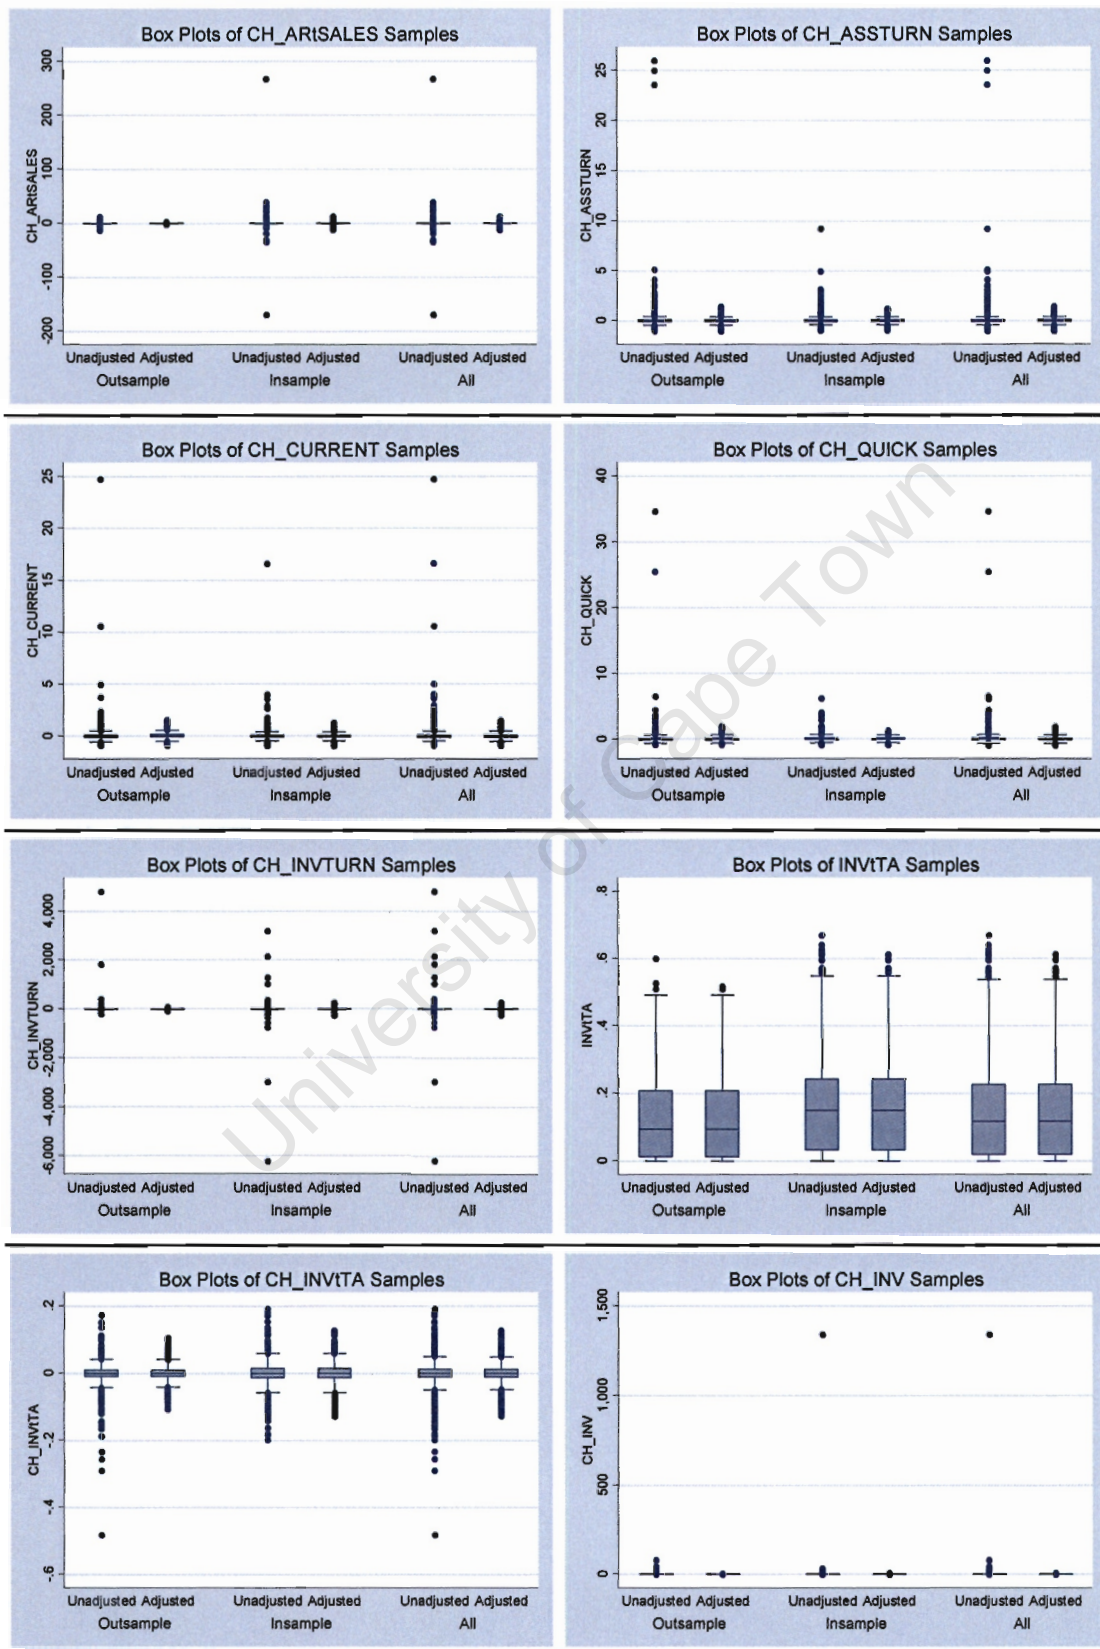 Box Plots of CH_ARtSALES Samples
CH_ARtSALES
300
200
100
0
-100
-200
Unadjusted Adjusted Unadjusted Adjusted Unadjusted Adjusted
Outsample Insample All
Box Plots of CH_ASSTURN Samples
CH_ASSTURN
25
20
15
10
5
0
Unadjusted Adjusted Unadjusted Adjusted Unadjusted Adjusted
Outsample Insample All
Box Plots of CH_CURRENT Samples
CH_CURRENT
25
20
15
10
5
0
Unadjusted Adjusted Unadjusted Adjusted Unadjusted Adjusted
Outsample Insample All
Box Plots of CH_QUICK Samples
CH_QUICK
40
30
20
10
0
Unadjusted Adjusted Unadjusted Adjusted Unadjusted Adjusted
Outsample Insample All
Box Plots of CH_INVTURN Samples
CH_INVTURN
4,000
2,000
0
-2,000
-4,000
-6,000
Unadjusted Adjusted Unadjusted Adjusted Unadjusted Adjusted
Outsample Insample All
Box Plots of INVtTA Samples
INVtTA
.8
.6
.4
.2
0
Unadjusted Adjusted Unadjusted Adjusted Unadjusted Adjusted
Outsample Insample All
Box Plots of CH_INVtTA Samples
CH_INVtTA
.2
0
-.2
-.4
-.6
Unadjusted Adjusted Unadjusted Adjusted Unadjusted Adjusted
Outsample Insample All
Box Plots of CH_INV Samples
CH_INV
1,500
1,000
500
0
Unadjusted Adjusted Unadjusted Adjusted Unadjusted Adjusted
Outsample Insample All
University of Cape Town